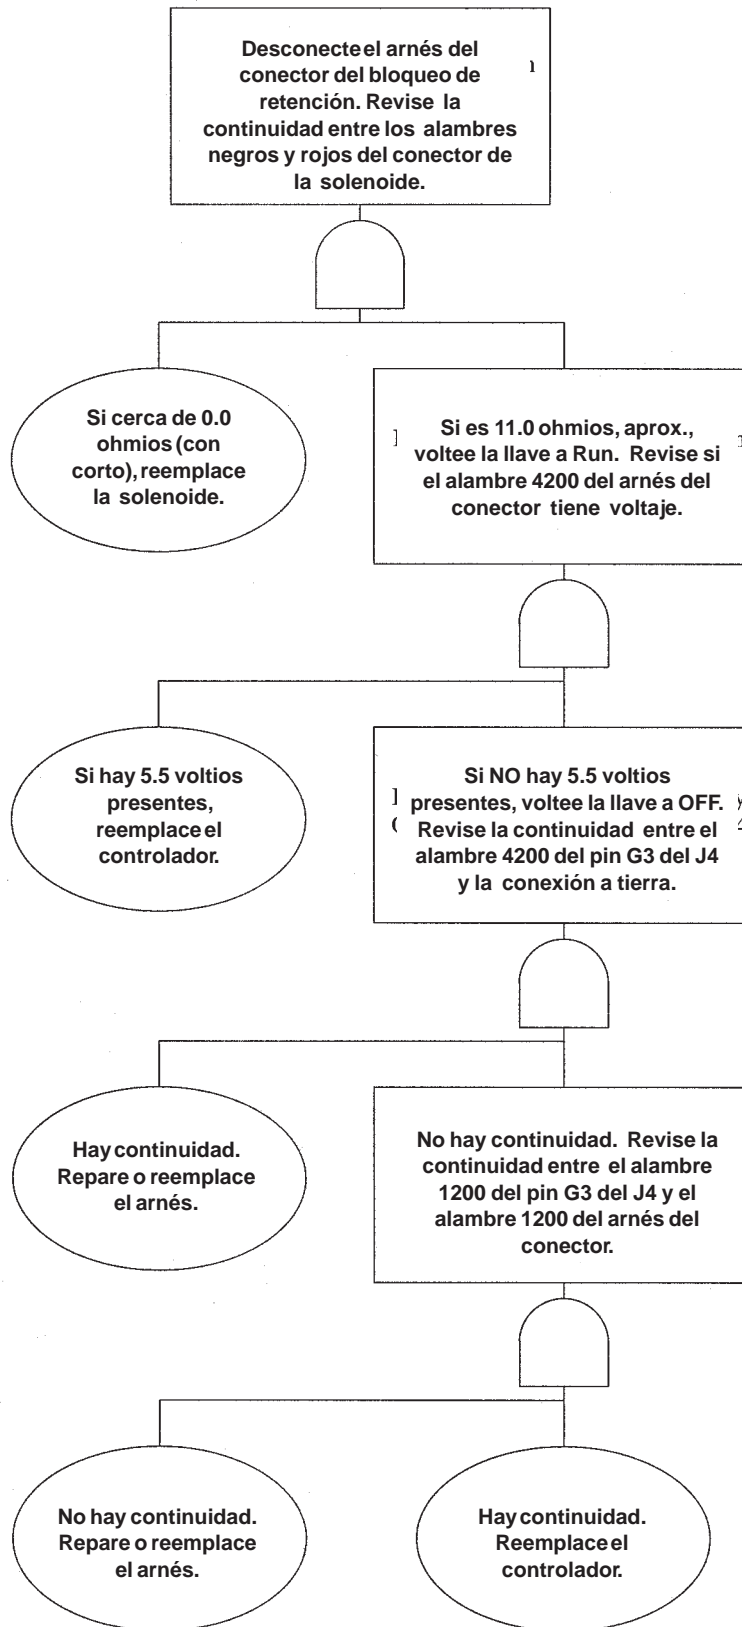 Desconecte el arnés del
conector del bloqueo de
retención. Revise la
continuidad entre los alambres
negros y rojos del conector de
la solenoide.
Si cerca de 0.0
ohmios (con
corto), reemplace
la solenoide.
Si es 11.0 ohmios, aprox.,
voltee la llave a Run. Revise si
el alambre 4200 del arnés del
conector tiene voltaje.
Si hay 5.5 voltios
presentes,
reemplace el
controlador.
Si NO hay 5.5 voltios
presentes, voltee la llave a OFF.
Revise la continuidad entre el
alambre 4200 del pin G3 del J4
y la conexión a tierra.
Hay continuidad.
Repare o reemplace
el arnés.
No hay continuidad. Revise la
continuidad entre el alambre
1200 del pin G3 del J4 y el
alambre 1200 del arnés del
conector.
No hay continuidad.
Repare o reemplace
el arnés.
Hay continuidad.
Reemplace el
controlador.